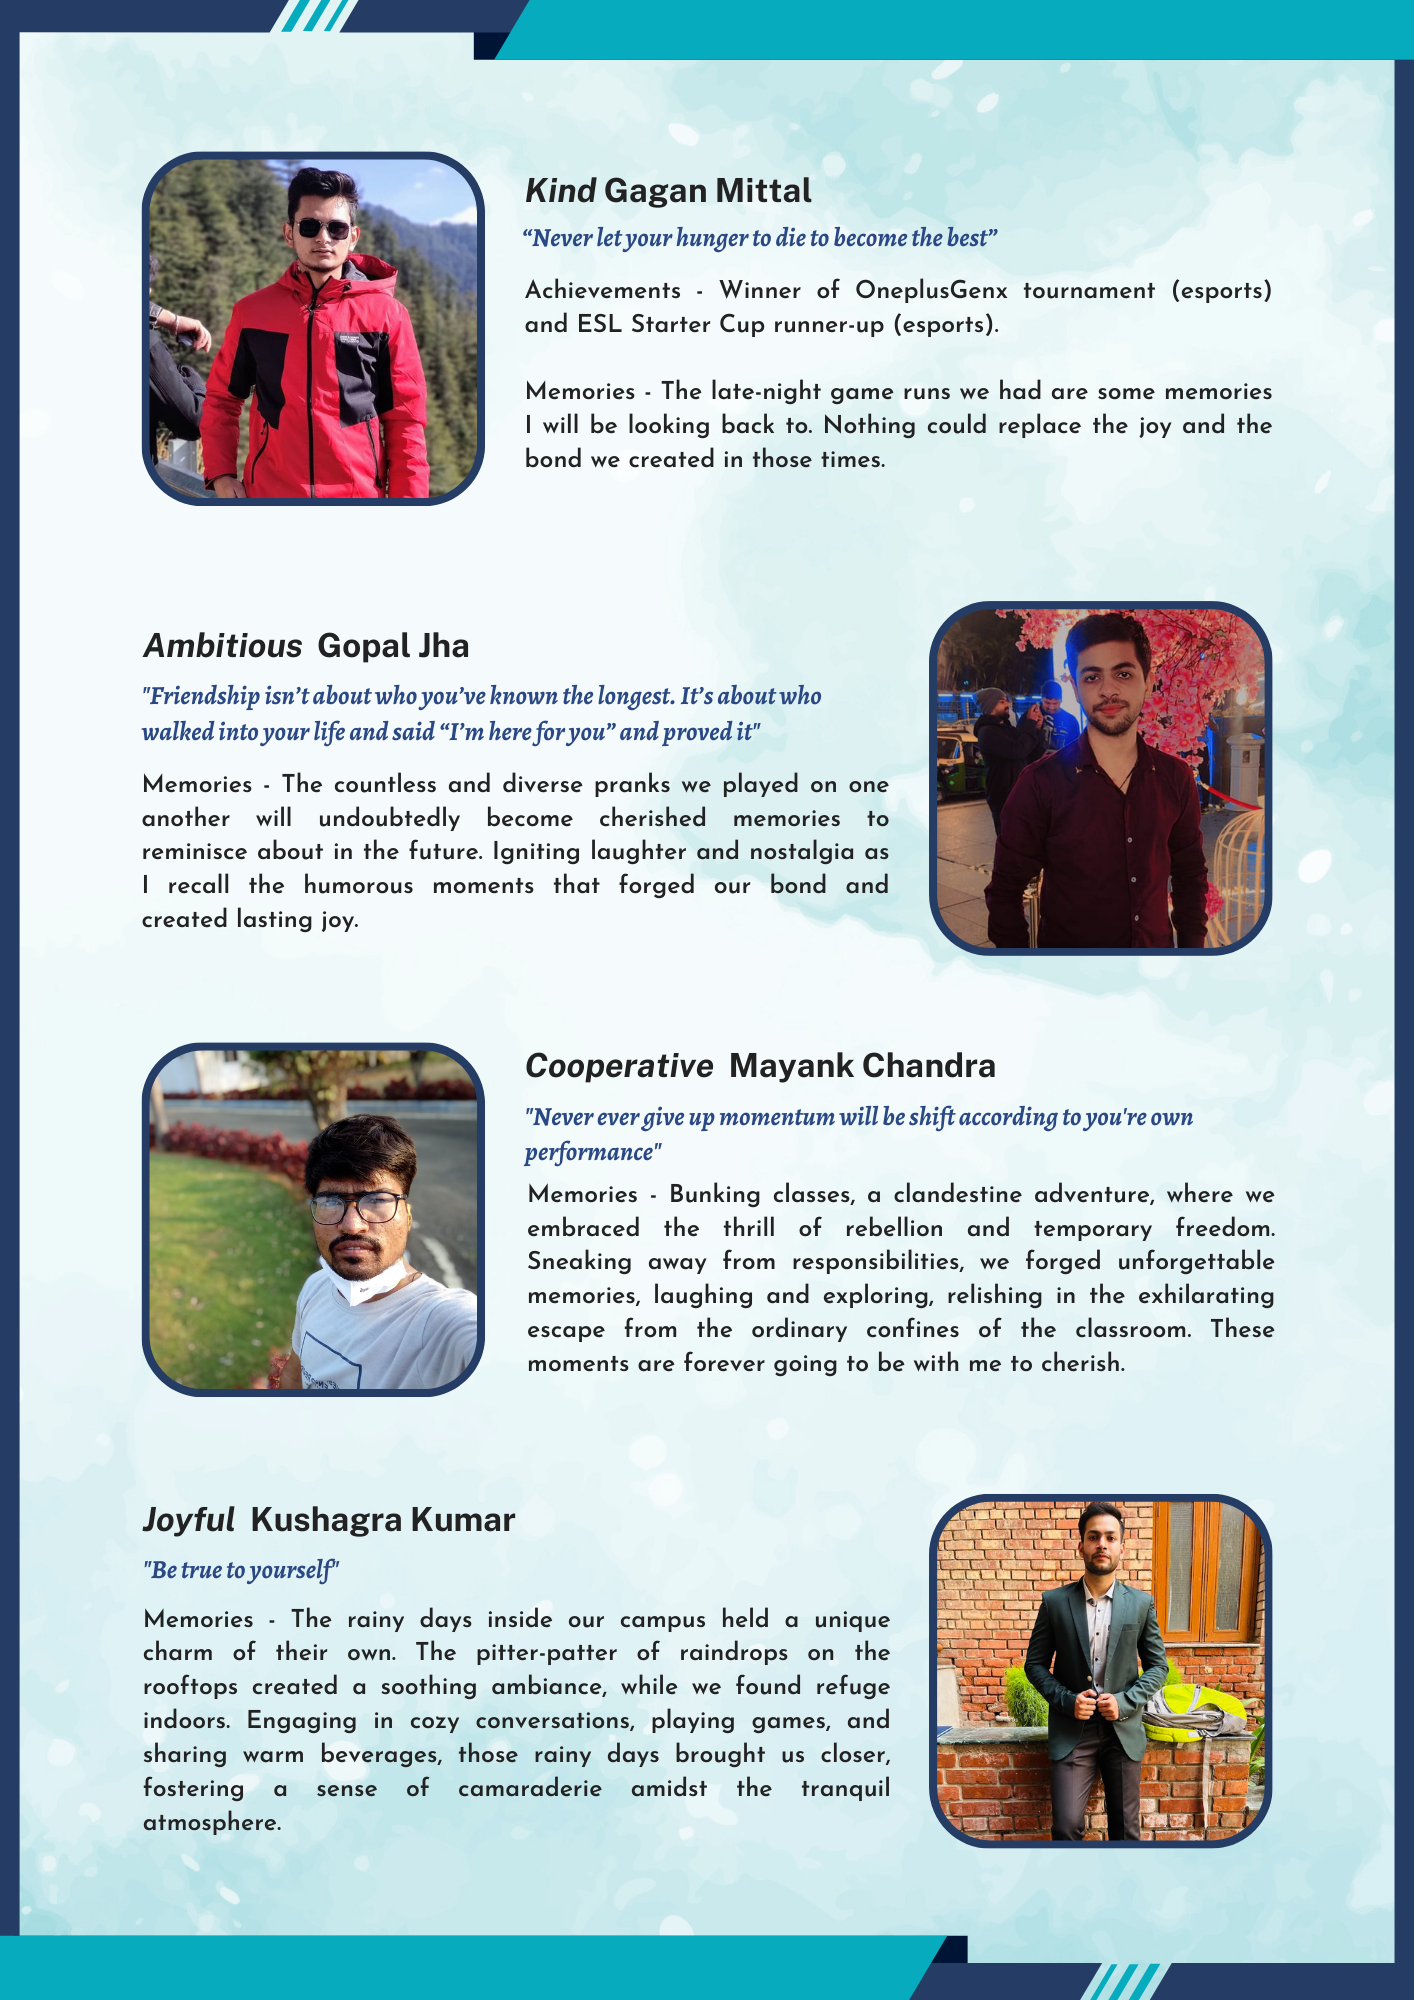 Kind Gagan Mittal
“Never let your hunger to die to become the best”
Achievements - Winner of OneplusGenx tournament (esports)
and ESL Starter Cup runner-up (esports).
Memories - The late-night game runs we had are some memories
I will be looking back to. Nothing could replace the joy and the
bond we created in those times.
Ambitious Gopal Jha
"Friendship isn’t about who you’ve known the longest. It’s about who
walked into your life and said “I’m here for you” and proved it"
Memories - The countless and diverse pranks we played on one
another will undoubtedly become cherished memories to
reminisce about in the future. Igniting laughter and nostalgia as
I recall the humorous moments that forged our bond and
created lasting joy.
Cooperative Mayank Chandra
"Never ever give up momentum will be shift according to you're own
performance"
Memories - Bunking classes, a clandestine adventure, where we
embraced the thrill of rebellion and temporary freedom.
Sneaking away from responsibilities, we forged unforgettable
memories, laughing and exploring, relishing in the exhilarating
escape from the ordinary confines of the classroom. These
moments are forever going to be with me to cherish.
Joyful Kushagra Kumar
"Be true to yourself"
Memories - The rainy days inside our campus held a unique
charm of their own. The pitter-patter of raindrops on the
rooftops created a soothing ambiance, while we found refuge
indoors. Engaging in cozy conversations, playing games, and
sharing warm beverages, those rainy days brought us closer,
fostering a sense of camaraderie amidst the tranquil
atmosphere.